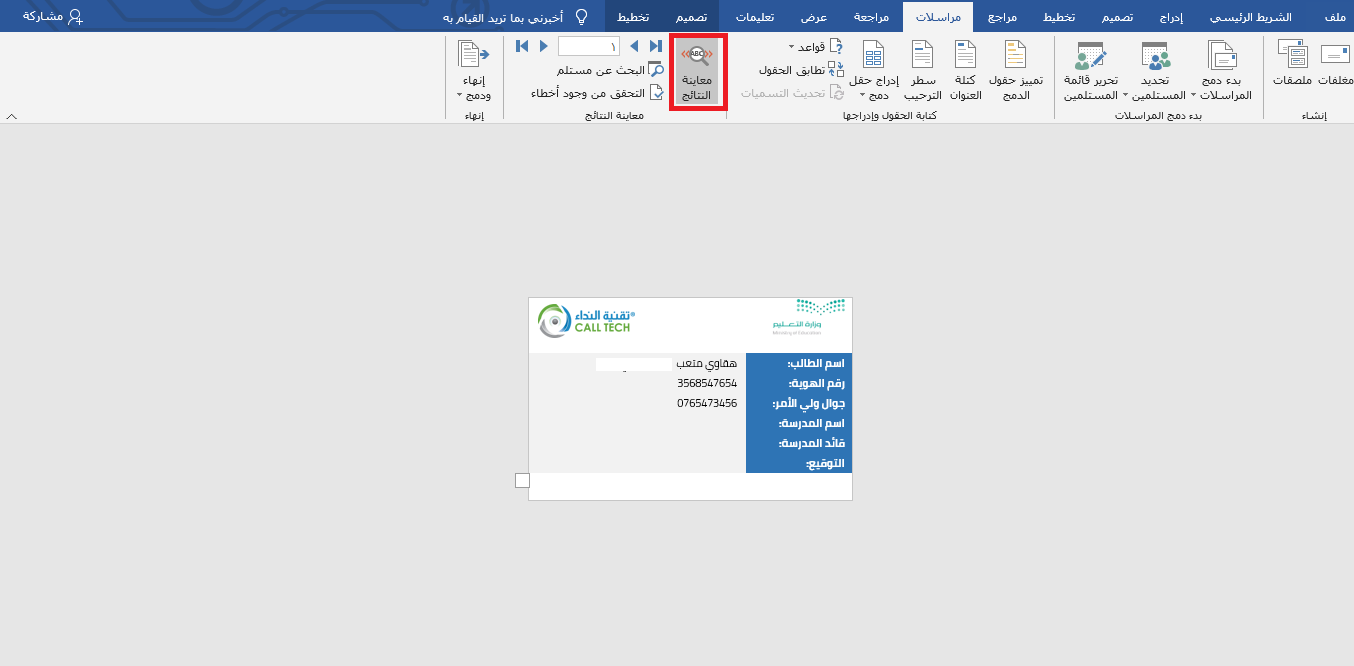 ملف الشريط الرئيسي إدراج تصميم تخطيط مراجع مراسلات مراجعة عرض تعليمات تصميم تخطيط أخبرني بما تريد القيام به مشاركة
مغلفات ملصقات
إنشاء
بدء دمج المراسلات
تحديد المستلمين
تحرير قائمة المستلمين
بدء دمج المراسلات
تمييز حقول الدمج
كتلة العنوان
سطر الترحيب
إدراج حقل دمج
قواعد
تطابق الحقول
تحديث التسميات
كتابة الحقول وإدراجها
ABC
معاينة النتائج
١
البحث عن مستلم
التحقق من وجود أخطاء
معاينة النتائج
إنهاء ودمج
إنهاء
وزارة التعليم
Ministry of Education
تقنية النداء®
CALL TECH
اسم الطالب: هقاوي متعب
رقم الهوية: 3568547654
جوال ولي الأمر: 0765473456
اسم المدرسة:
قائد المدرسة:
التوقيع: